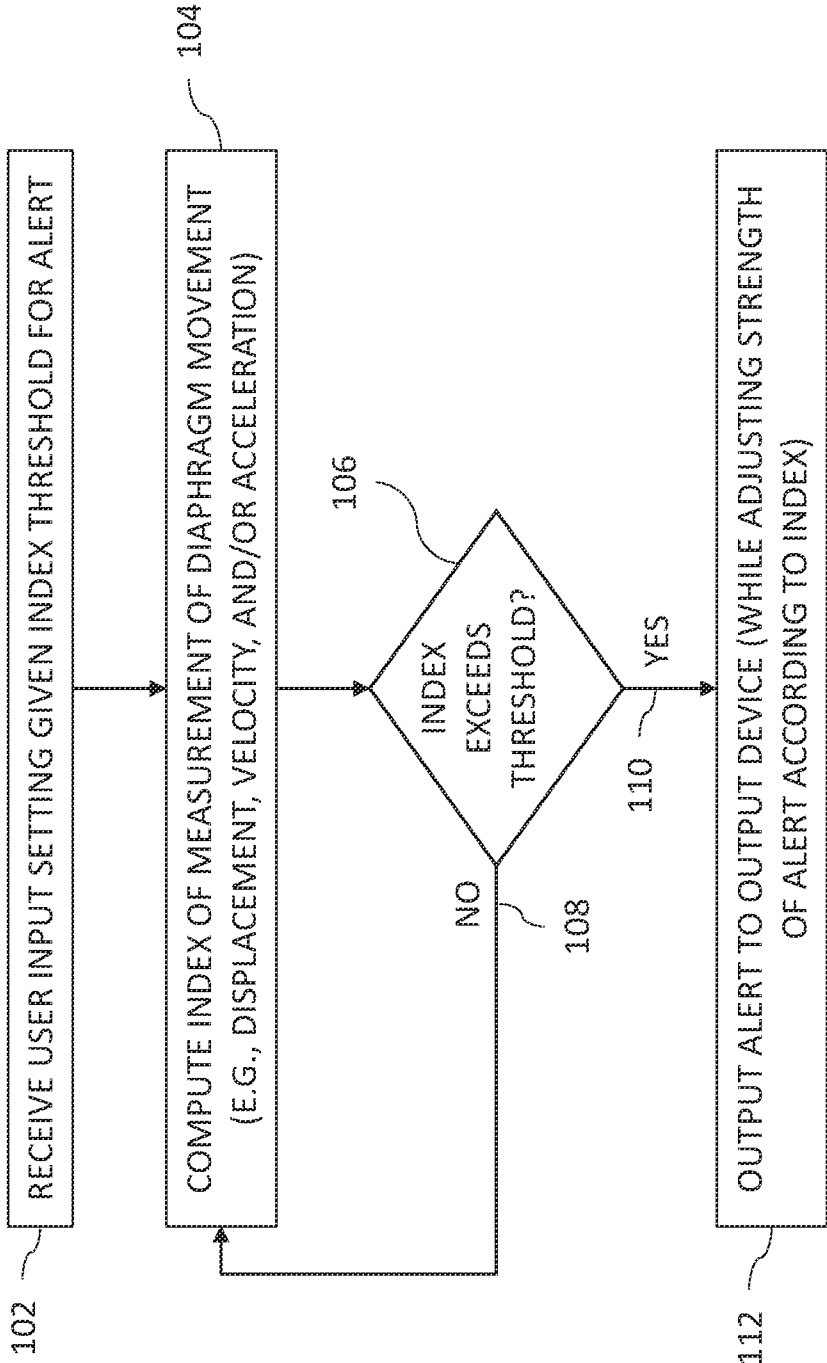 102
RECEIVE USER INPUT SETTING GIVEN INDEX THRESHOLD FOR ALERT
104
COMPUTE INDEX OF MEASUREMENT OF DIAPHRAGM MOVEMENT
(E.G., DISPLACEMENT, VELOCITY, AND/OR ACCELERATION)
106
INDEX
EXCEEDS
THRESHOLD?
NO
108
110
YES
OUTPUT ALERT TO OUTPUT DEVICE (WHILE ADJUSTING STRENGTH
OF ALERT ACCORDING TO INDEX)
112